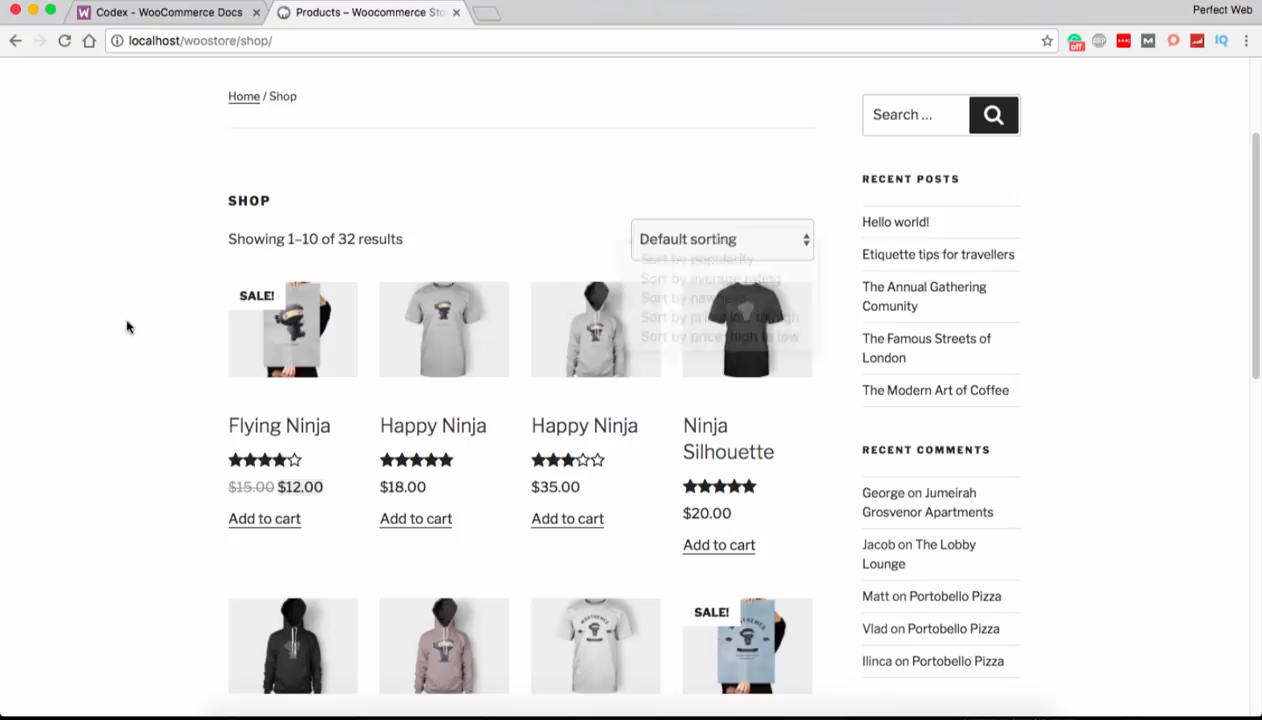 Codex - WooCommerce Docs
Products – Woocommerce Sto
Perfect Web
localhost/woostore/shop/
off
ABP
M
IQ
Home / Shop
Search ...
SHOP
Showing 1–10 of 32 results
Default sorting
Sort by popularity
Sort by average rating
Sort by newness
Sort by price: low to high
Sort by price: high to low
SALE!
Flying Ninja
$15.00 $12.00
Add to cart
Happy Ninja
$18.00
Add to cart
Happy Ninja
$35.00
Add to cart
Ninja
Silhouette
$20.00
Add to cart
SALE!
RECENT POSTS
Hello world!
Etiquette tips for travellers
The Annual Gathering
Comunity
The Famous Streets of
London
The Modern Art of Coffee
RECENT COMMENTS
George on Jumeirah
Grosvenor Apartments
Jacob on The Lobby
Lounge
Matt on Portobello Pizza
Vlad on Portobello Pizza
Ilinca on Portobello Pizza